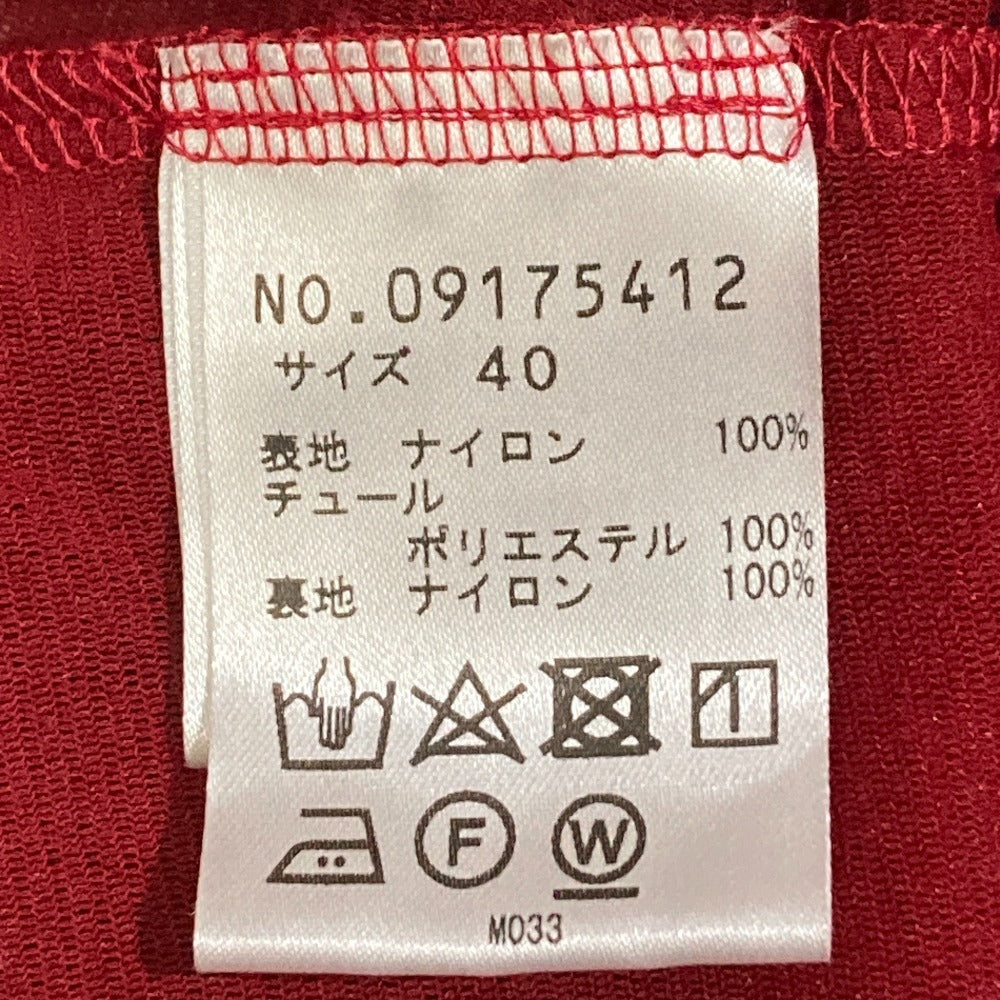 NO.09175412
サイズ 40
表地 ナイロン 100%
チュール
ポリエステル 100%
裏地 ナイロン 100%
F W
M033